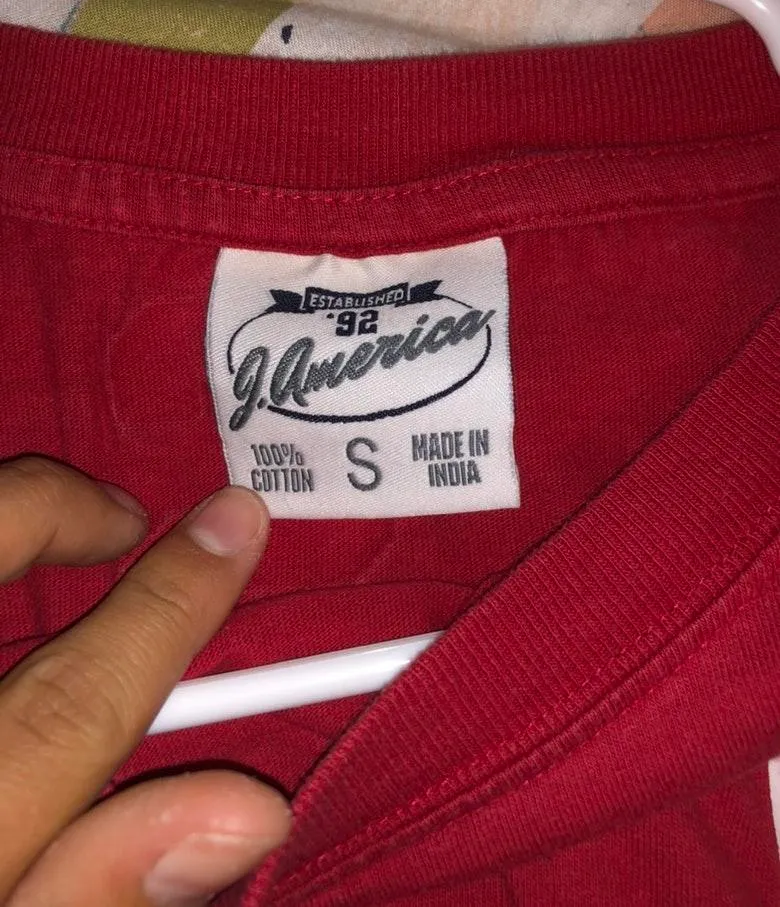 ESTABLISHED
'92
J. America
100% COTTON
S
MADE IN INDIA